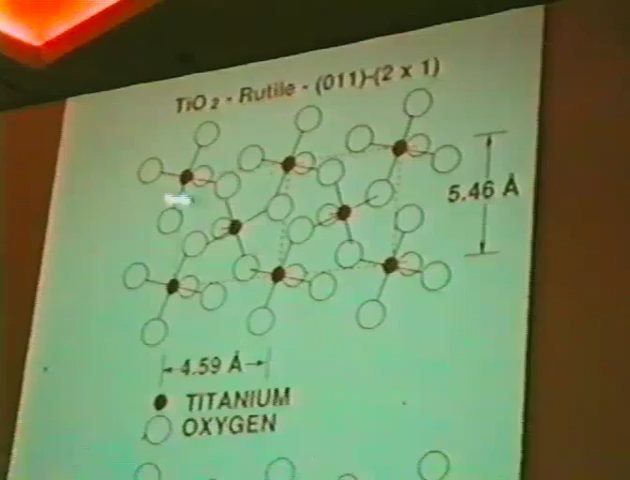 TiO2 - Rutile - (011)-(2 x 1)
5.46 Å
4.59 Å
TITANIUM
OXYGEN